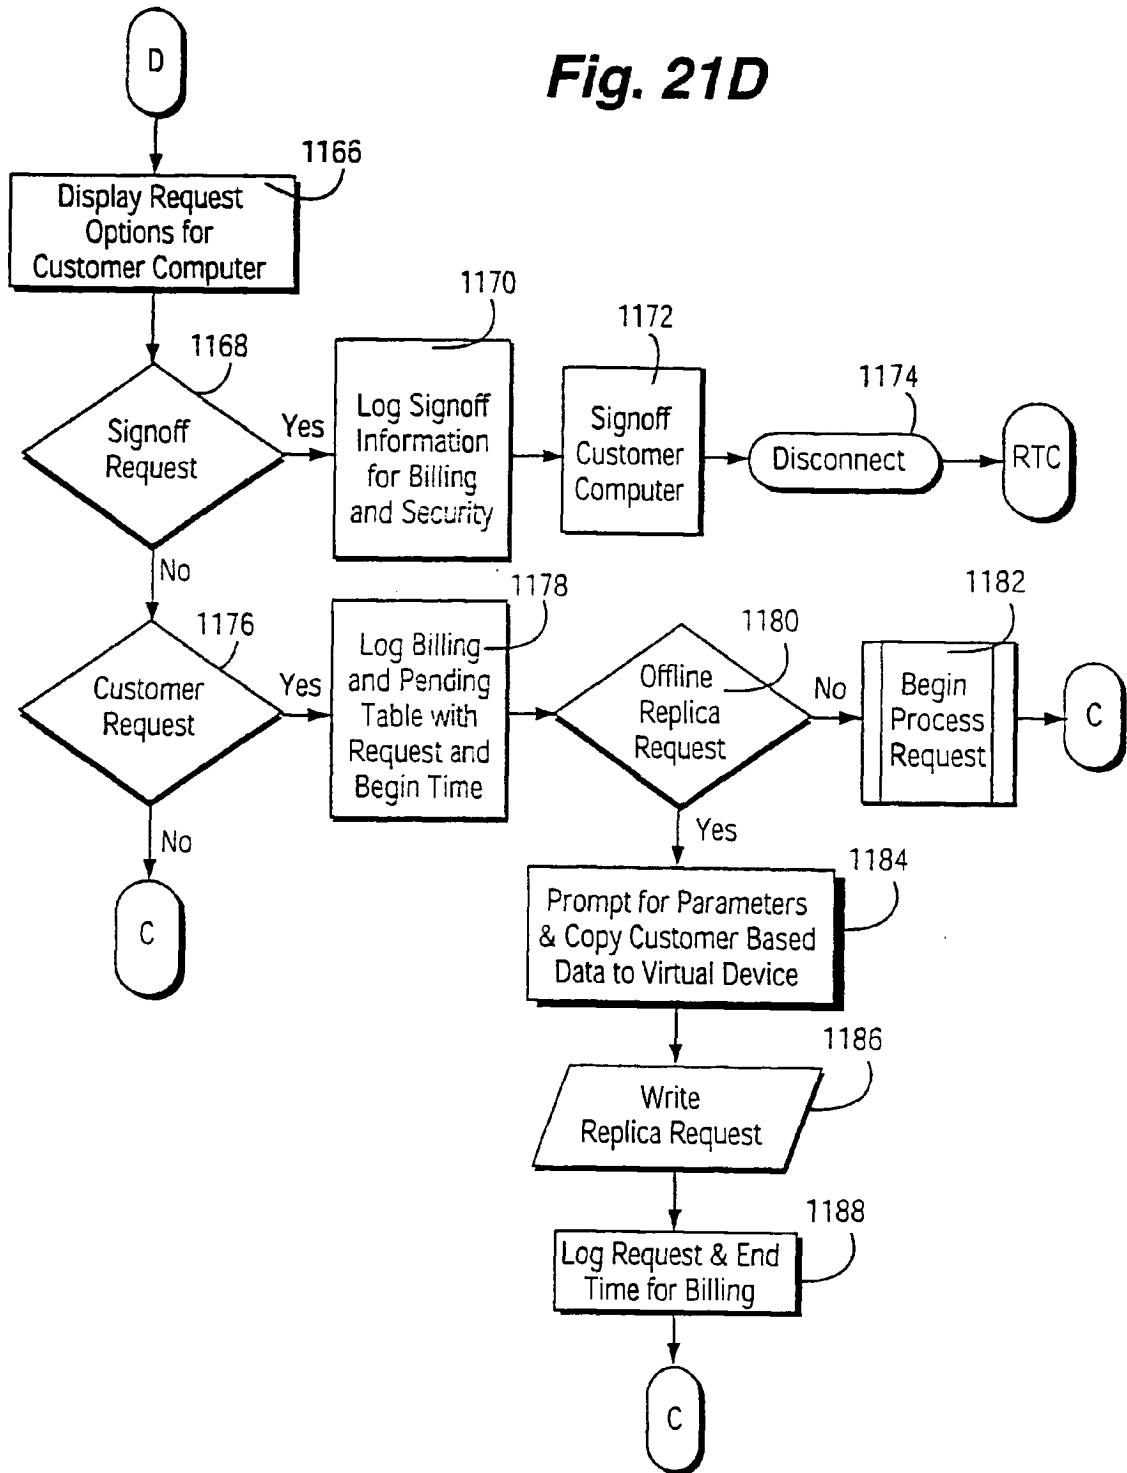 D
Fig. 21D
1166
Display Request
Options for
Customer Computer
1168
Signoff
Request
Yes
No
1170
Log Signoff
Information
for Billing
and Security
1172
Signoff
Customer
Computer
1174
Disconnect
RTC
1176
Customer
Request
Yes
No
C
1178
Log Billing
and Pending
Table with
Request and
Begin Time
1180
Offline
Replica
Request
No
Yes
1182
Begin
Process
Request
C
1184
Prompt for Parameters
& Copy Customer Based
Data to Virtual Device
1186
Write
Replica Request
1188
Log Request & End
Time for Billing
C